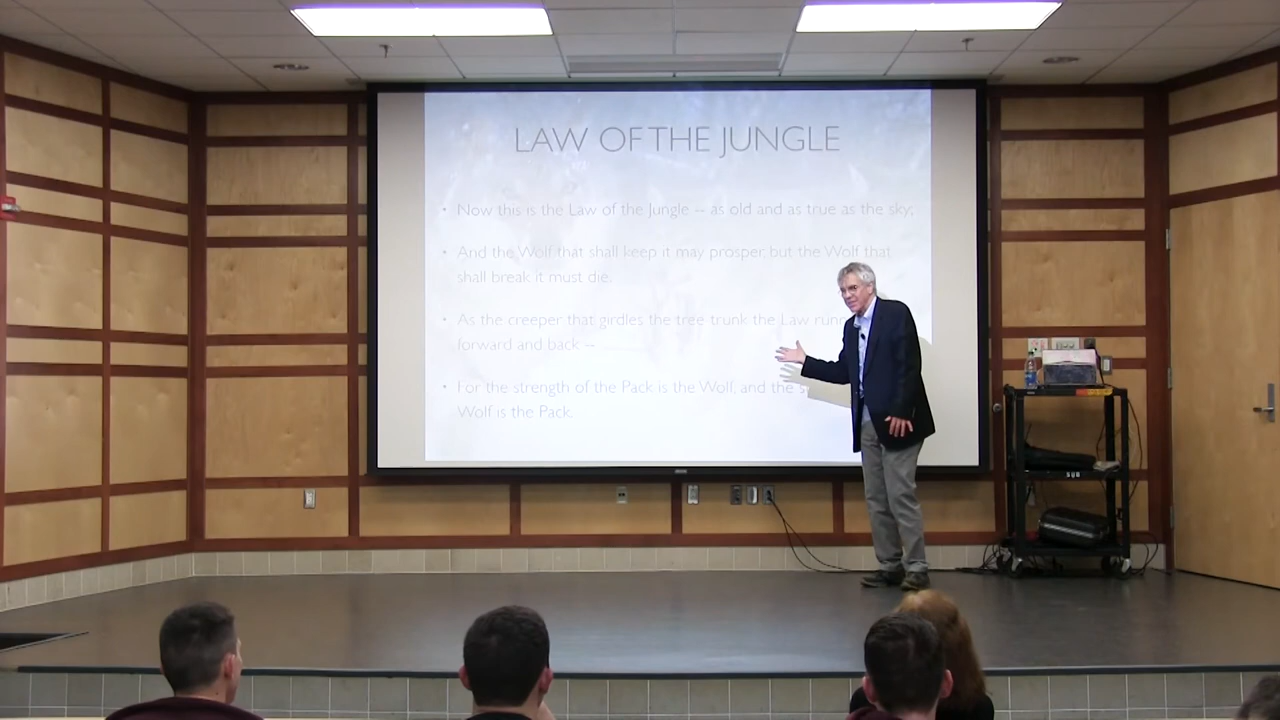 LAW OF THE JUNGLE
• Now this is the Law of the Jungle -- as old and as true as the sky;
• And the Wolf that shall keep it may prosper, but the Wolf that
shall break it must die.
• As the creeper that girdles the tree trunk the Law
forward and back --
• For the strength of the Pack is the Wolf, and the
Wolf is the Pack.